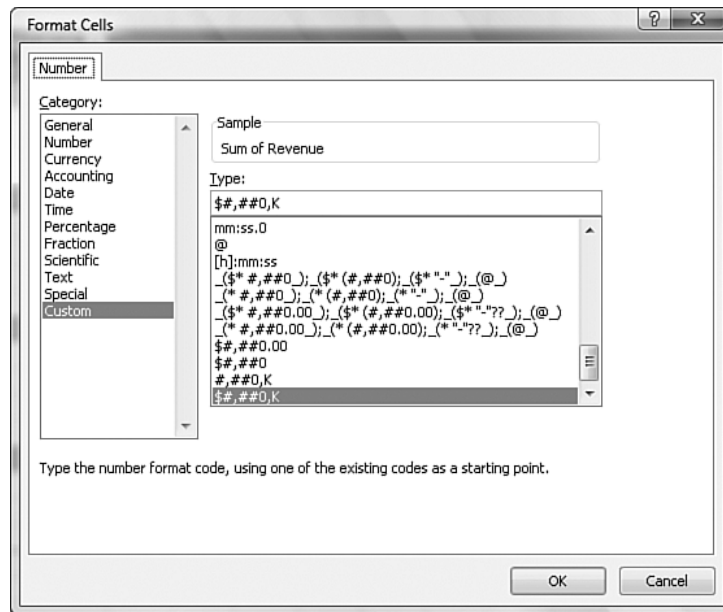 Format Cells
Number
Category:
General
Number
Currency
Accounting
Date
Time
Percentage
Fraction
Scientific
Text
Special
Custom
Sample
Sum of Revenue
Type:
$#,##0,K
mm:ss.0
@
[h]:mm:ss
_($* #,##0_);_($* (#,##0);_($* "-"_);_(@_)
_(* #,##0_);_(* (#,##0);_(* "-"_);_(@_)
_($* #,##0.00_);_($* (#,##0.00);_($* "-"??_);_(@_)
_(* #,##0.00_);_(* (#,##0.00);_(* "-"??_);_(@_)
$#,##0.00
$#,##0
#,##0,K
$#,##0,K
Type the number format code, using one of the existing codes as a starting point.
OK
Cancel